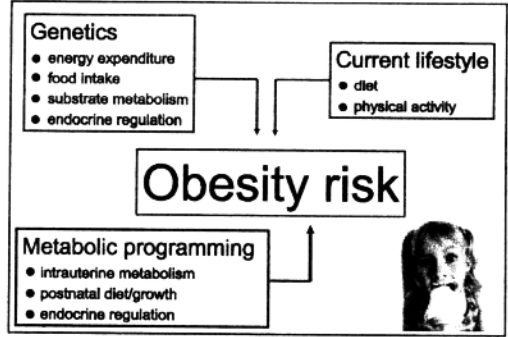 Genetics
● energy expenditure
● food intake
● substrate metabolism
● endocrine regulation
Current lifestyle
● diet
● physical activity
Obesity risk
Metabolic programming
● intrauterine metabolism
● postnatal diet/growth
● endocrine regulation